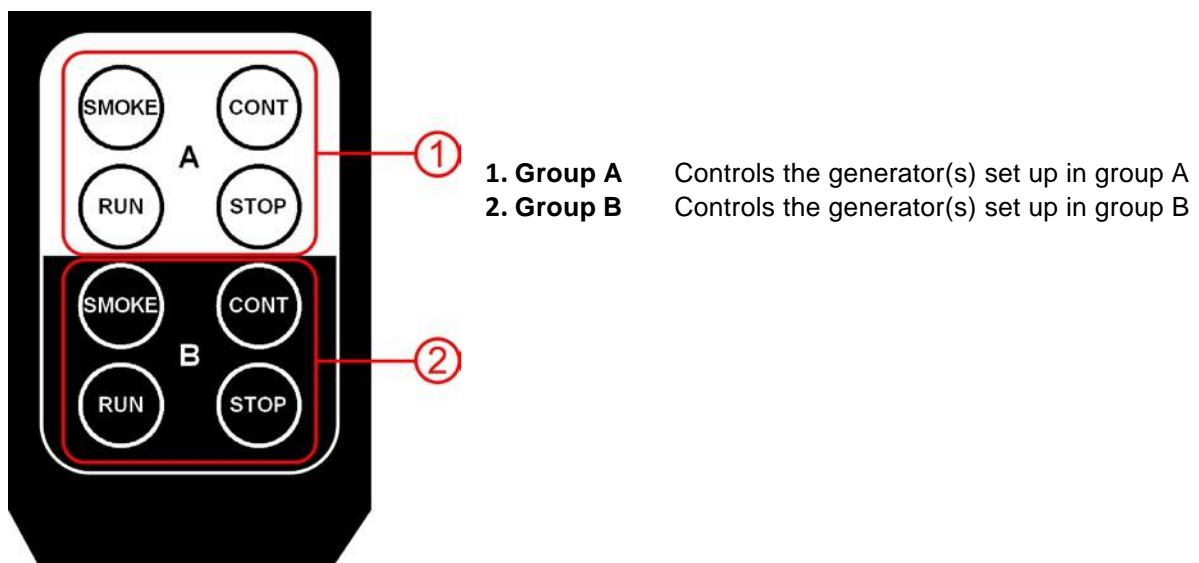 SMOKE CONT
A
RUN STOP
1
SMOKE CONT
B
RUN STOP
2
1. Group A Controls the generator(s) set up in group A
2. Group B Controls the generator(s) set up in group B